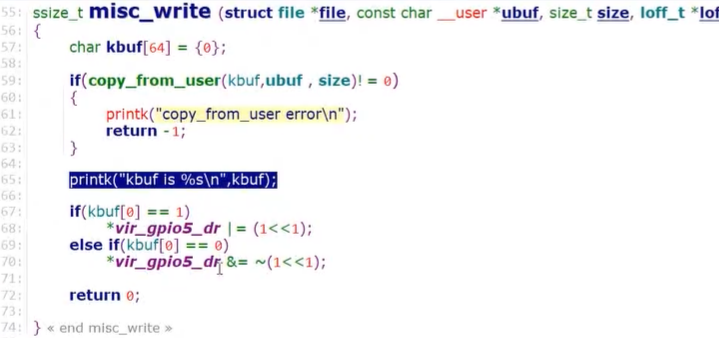 55: ssize_t misc_write (struct file *file, const char __user *ubuf, size_t size, loff_t *lof
56: {
57: char kbuf[64] = {0};
58:
59: if(copy_from_user(kbuf,ubuf , size)! = 0)
60: {
61: printk("copy_from_user error\n");
62: return -1;
63: }
64:
65: printk("kbuf is %s\n",kbuf);
66:
67: if(kbuf[0] == 1)
68: *vir_gpio5_dr |= (1<<1);
69: else if(kbuf[0] == 0)
70: *vir_gpio5_dr &= ~(1<<1);
71:
72: return 0;
73:
74: } « end misc_write »